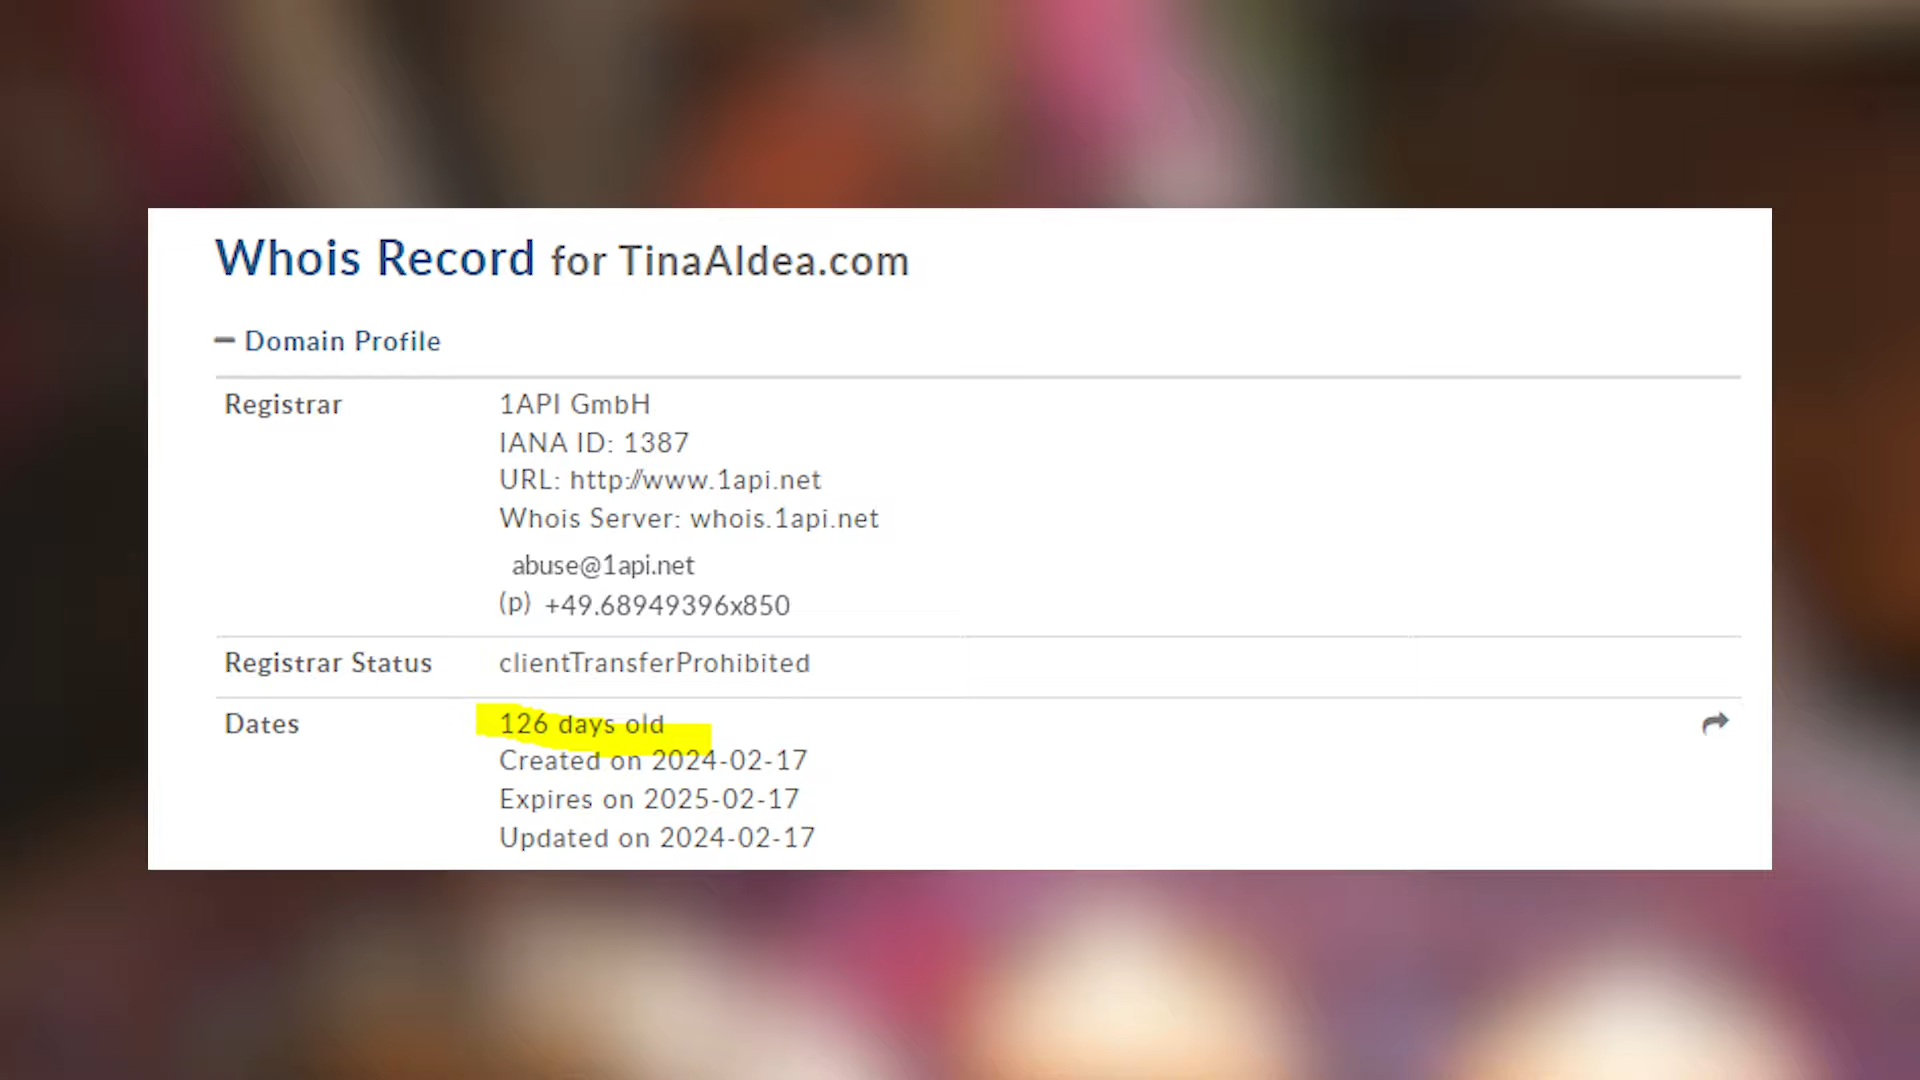 Whois Record for TinaAldea.com
Domain Profile
Registrar
1API GmbH
IANA ID: 1387
URL: http://www.1api.net
Whois Server: whois.1api.net
abuse@1api.net
(p) +49.68949396x850
Registrar Status
clientTransferProhibited
Dates
126 days old
Created on 2024-02-17
Expires on 2025-02-17
Updated on 2024-02-17